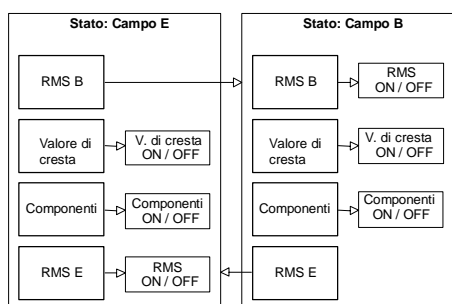 Stato: Campo E
RMS B
Valore di
cresta
V. di cresta
ON / OFF
Componenti
Componenti
ON / OFF
RMS E
RMS
ON / OFF
Stato: Campo B
RMS B
RMS
ON / OFF
Valore di
cresta
V. di cresta
ON / OFF
Componenti
Componenti
ON / OFF
RMS E